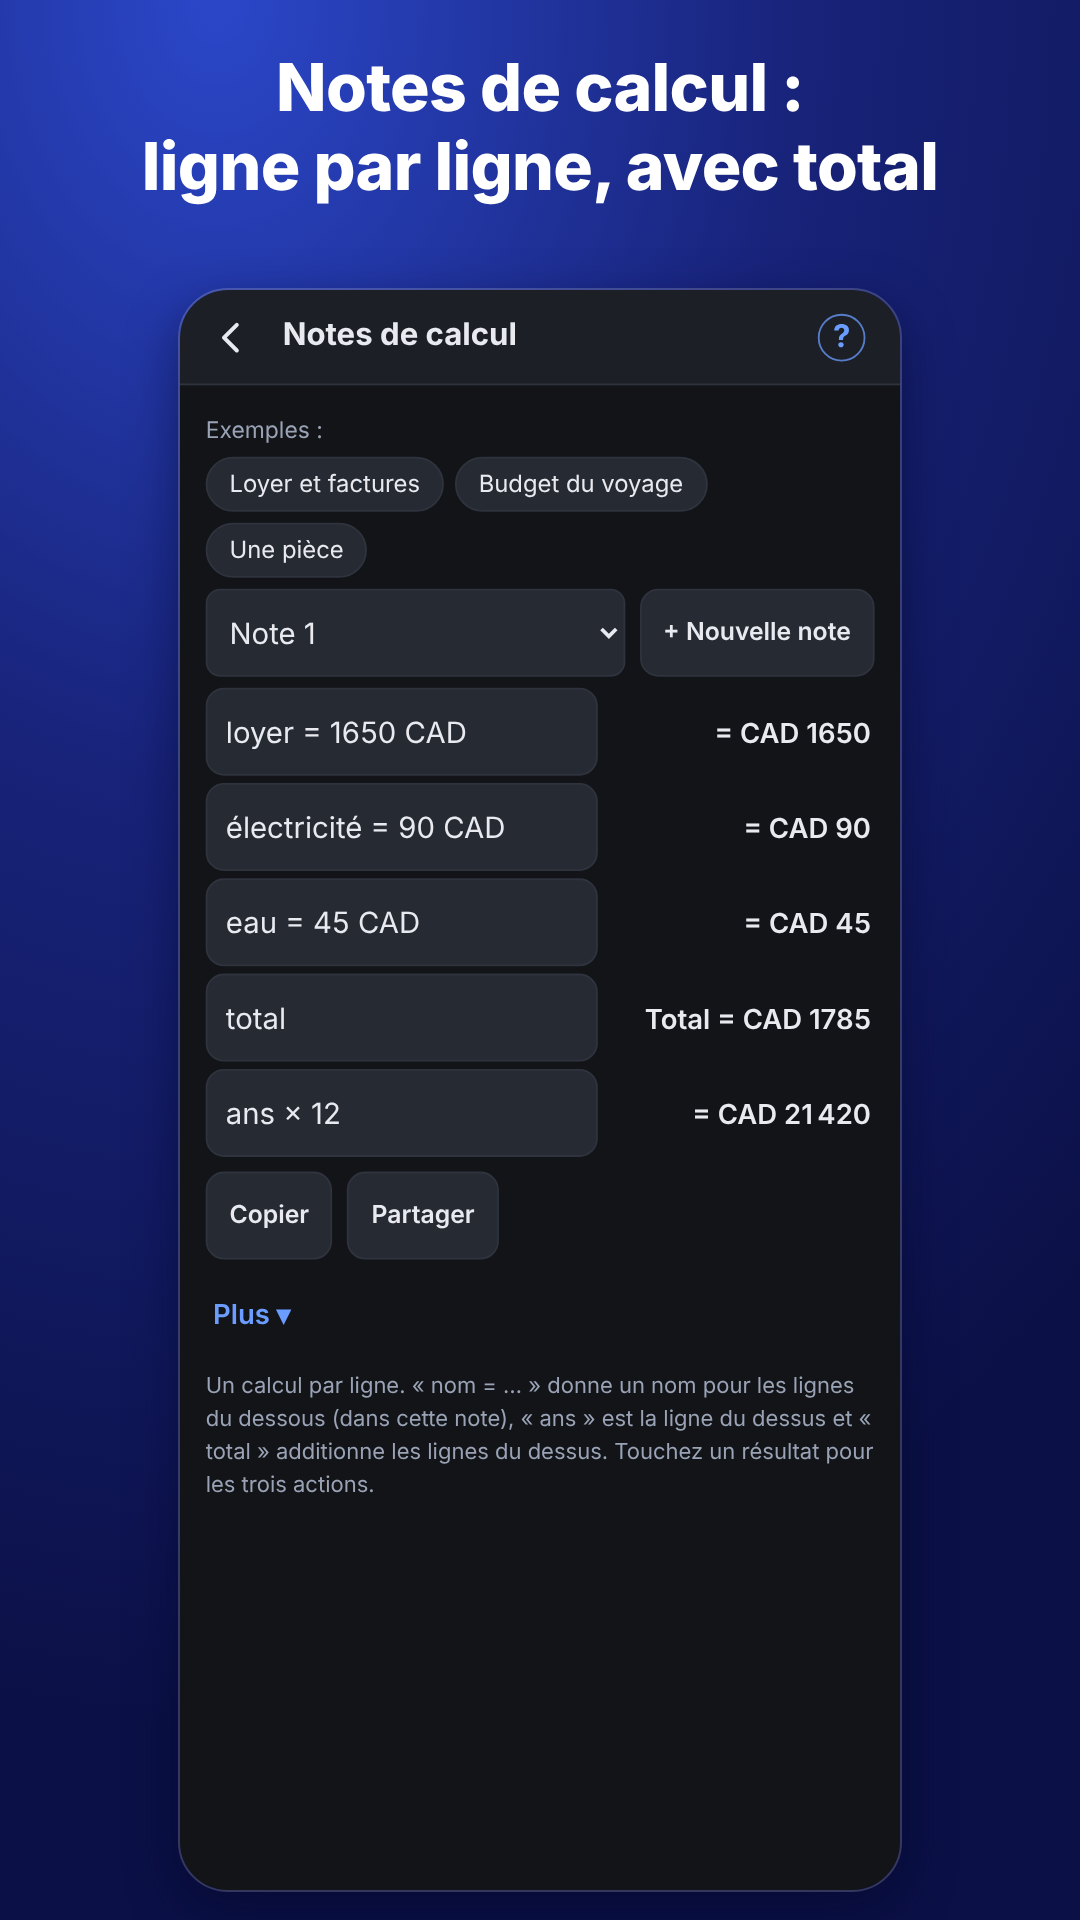 Notes de calcul :
ligne par ligne, avec total
Notes de calcul
?
Exemples :
Loyer et factures
Budget du voyage
Une pièce
Note 1
+ Nouvelle note
loyer = 1650 CAD
= CAD 1650
électricité = 90 CAD
= CAD 90
eau = 45 CAD
= CAD 45
total
Total = CAD 1785
ans × 12
= CAD 21 420
Copier
Partager
Plus ▾
Un calcul par ligne. « nom = … » donne un nom pour les lignes
du dessous (dans cette note), « ans » est la ligne du dessus et «
total » additionne les lignes du dessus. Touchez un résultat pour
les trois actions.